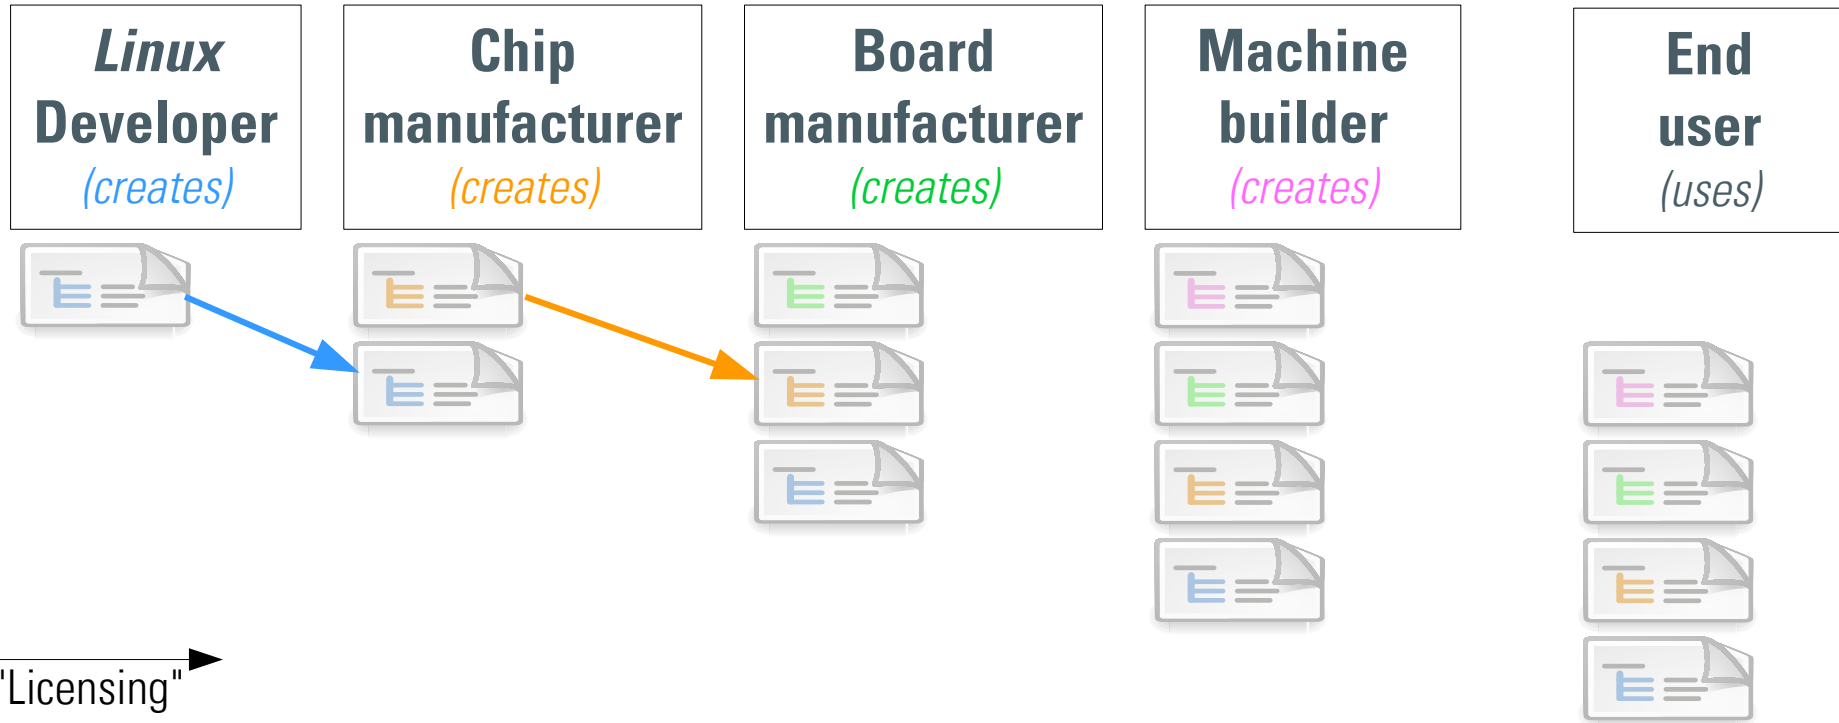 Linux
Developer
(creates)
Chip
manufacturer
(creates)
Board
manufacturer
(creates)
Machine
builder
(creates)
End
user
(uses)
"Licensing"